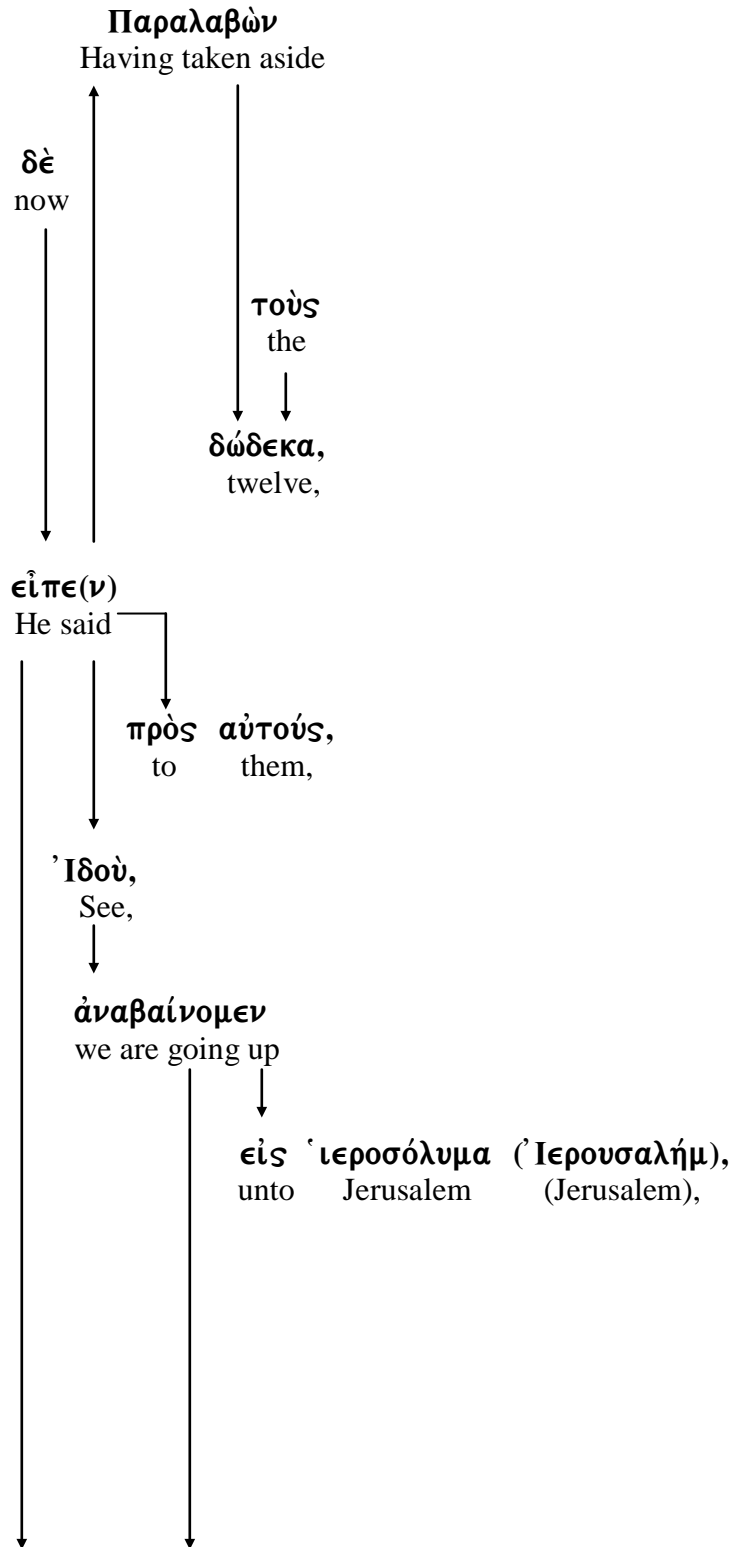 Παραλαβὼν
Having taken aside
δὲ
now
τοὺς
the
δώδεκα,
twelve,
εἶπε(ν)
He said
πρὸς αὐτούς,
to them,
Ἰδοὺ,
See,
ἀναβαίνομεν
we are going up
εἰς ἱεροσόλυμα (Ἰερουσαλήμ),
unto Jerusalem (Jerusalem),